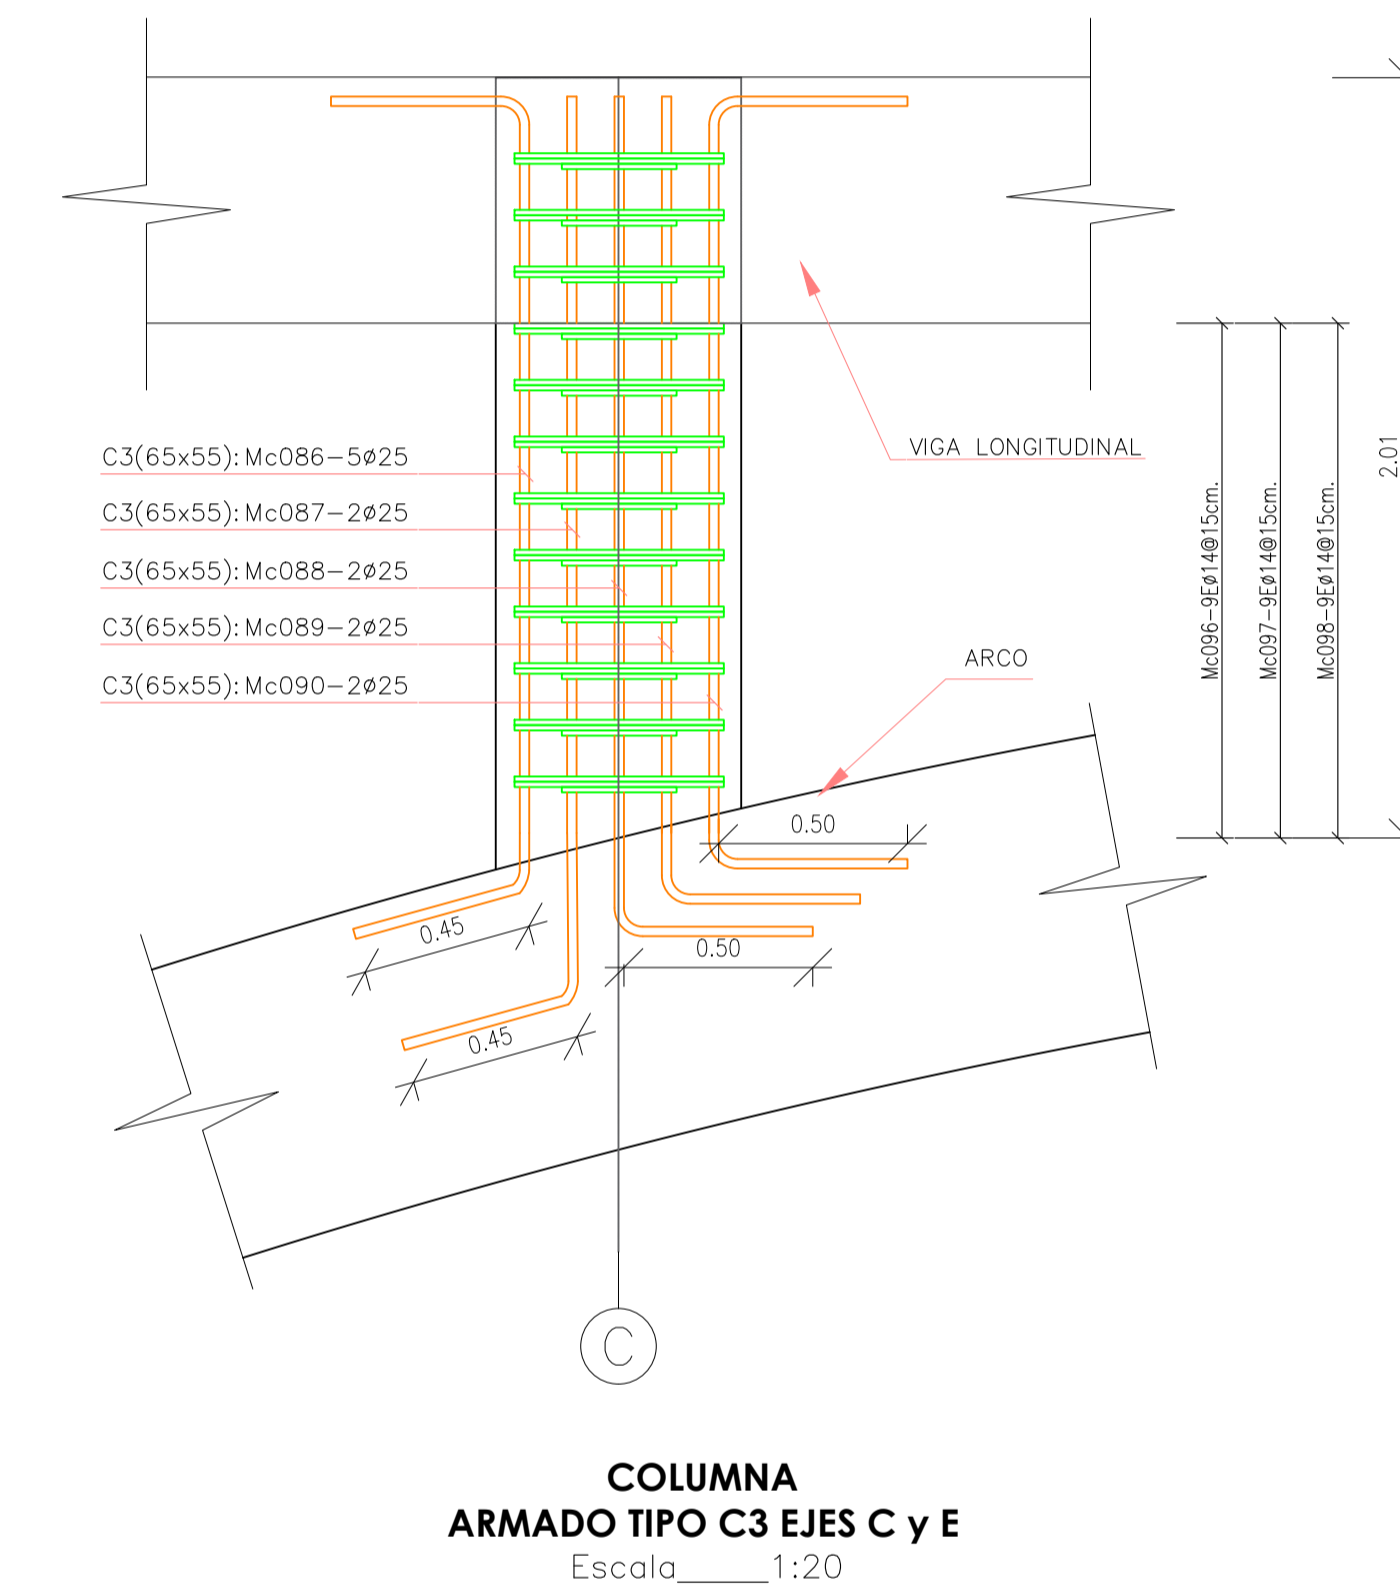 C3(65x55):Mc086-5ø25
C3(65x55):Mc087-2ø25
C3(65x55):Mc088-2ø25
C3(65x55):Mc089-2ø25
C3(65x55):Mc090-2ø25
VIGA LONGITUDINAL
ARCO
Mc096-9Eø14@15cm.
Mc097-9Eø14@15cm.
Mc098-9Eø14@15cm.
2.01
0.50
0.45
0.50
0.45
C
COLUMNA
ARMADO TIPO C3 EJES C y E
Escala_____1:20